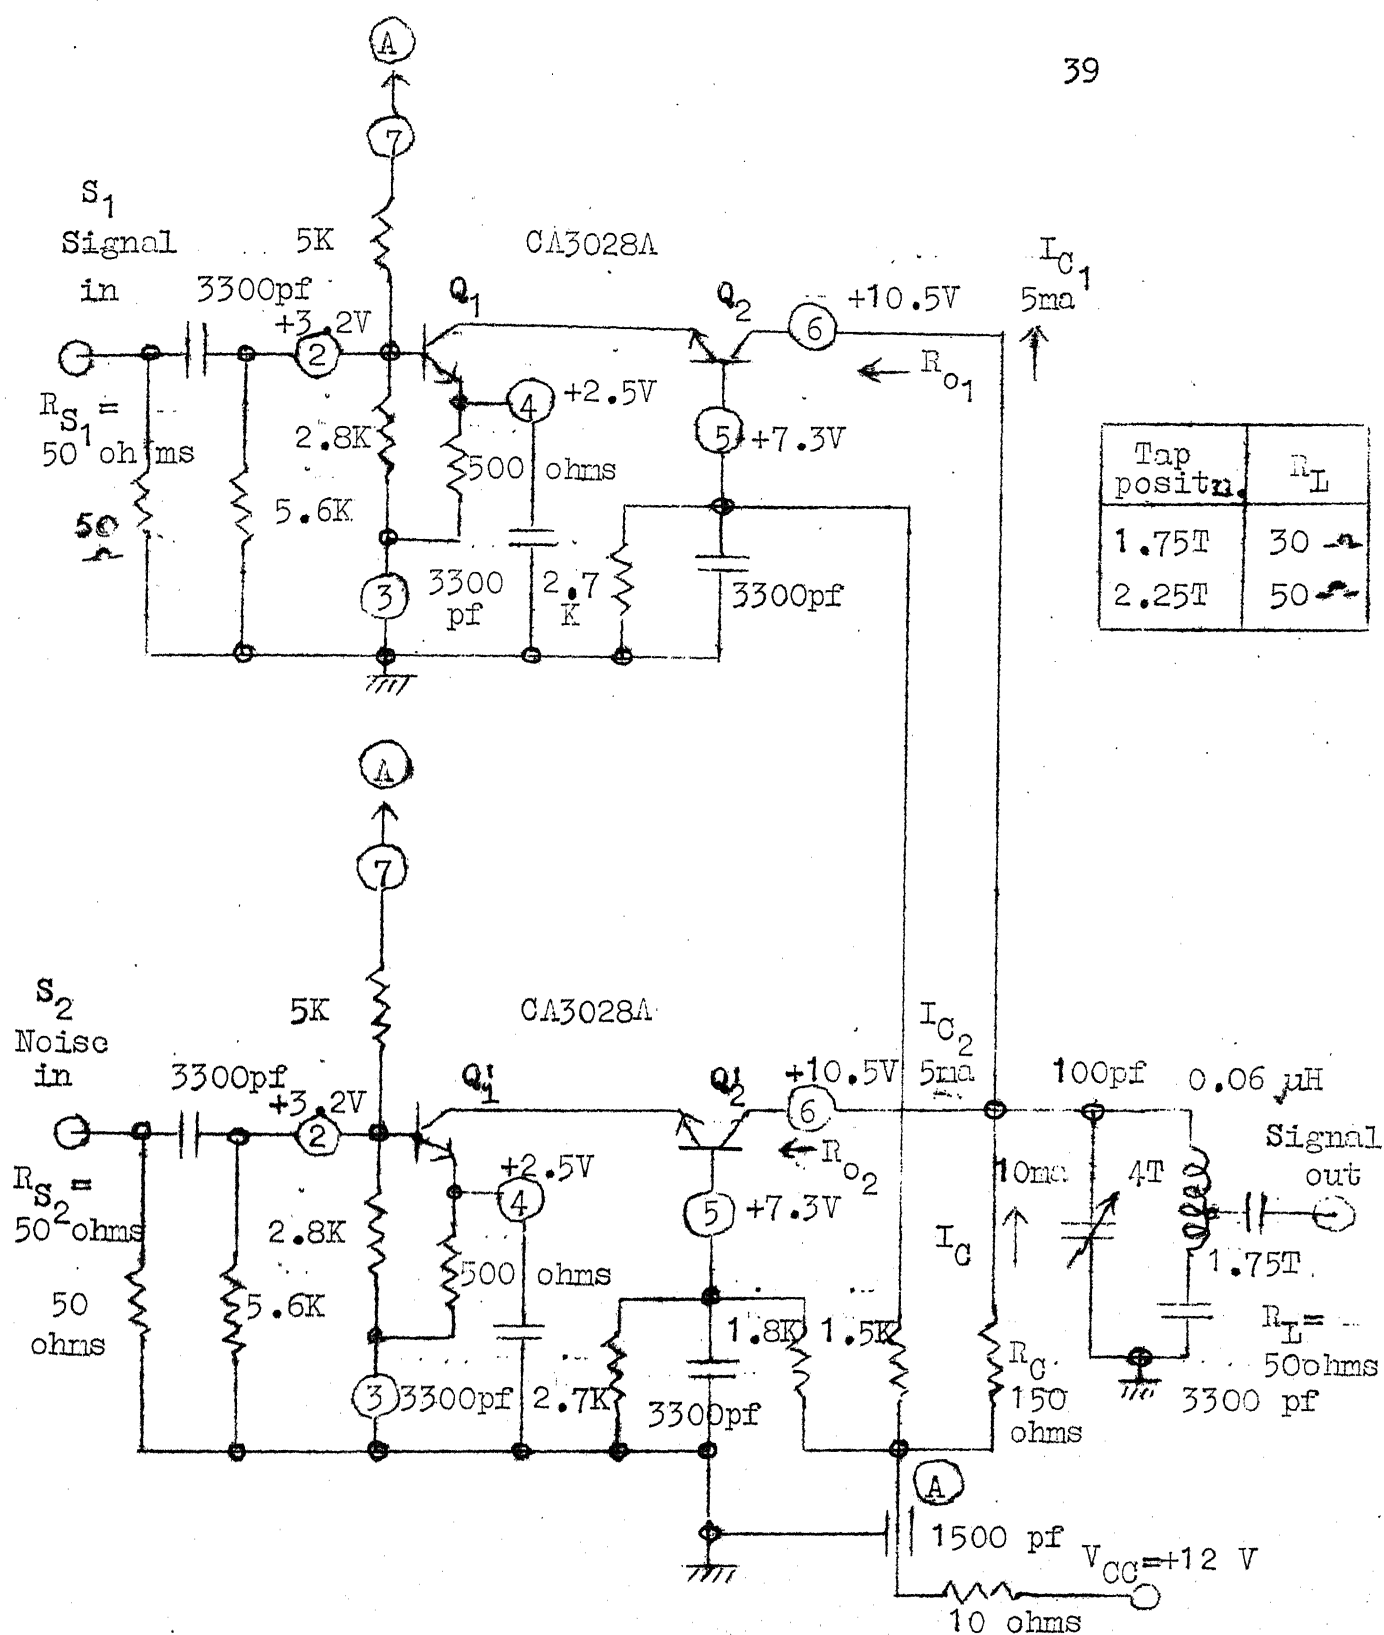 39
A
7
S1
Signal
in
5K
CA3028A
3300pf
+3.2V
2
Q1
Q2
6
+10.5V
IC1
5ma
Ro1
RS1 =
50 ohms
50
Ω
2.8K
5.6K
4
+2.5V
500 ohms
5
+7.3V
3
3300
pf
2.7
K
3300pf
Tap
positn.
RL
1.75T
30 Ω
2.25T
50 Ω
A
7
S2
Noise
in
5K
CA3028A
3300pf
+3.2V
2
Q1'
Q2'
+10.5V
6
IC2
5ma
Ro2
RS2 =
50 ohms
50
ohms
2.8K
5.6K
+2.5V
4
500 ohms
5
+7.3V
3
3300pf
2.7K
3300pf
1.8K
1.5K
10ma
IC
RC
150
ohms
100pf
0.06 µH
4T
Signal
out
1.75T
RL=
50ohms
3300 pf
A
1500 pf
VCC=+12 V
10 ohms